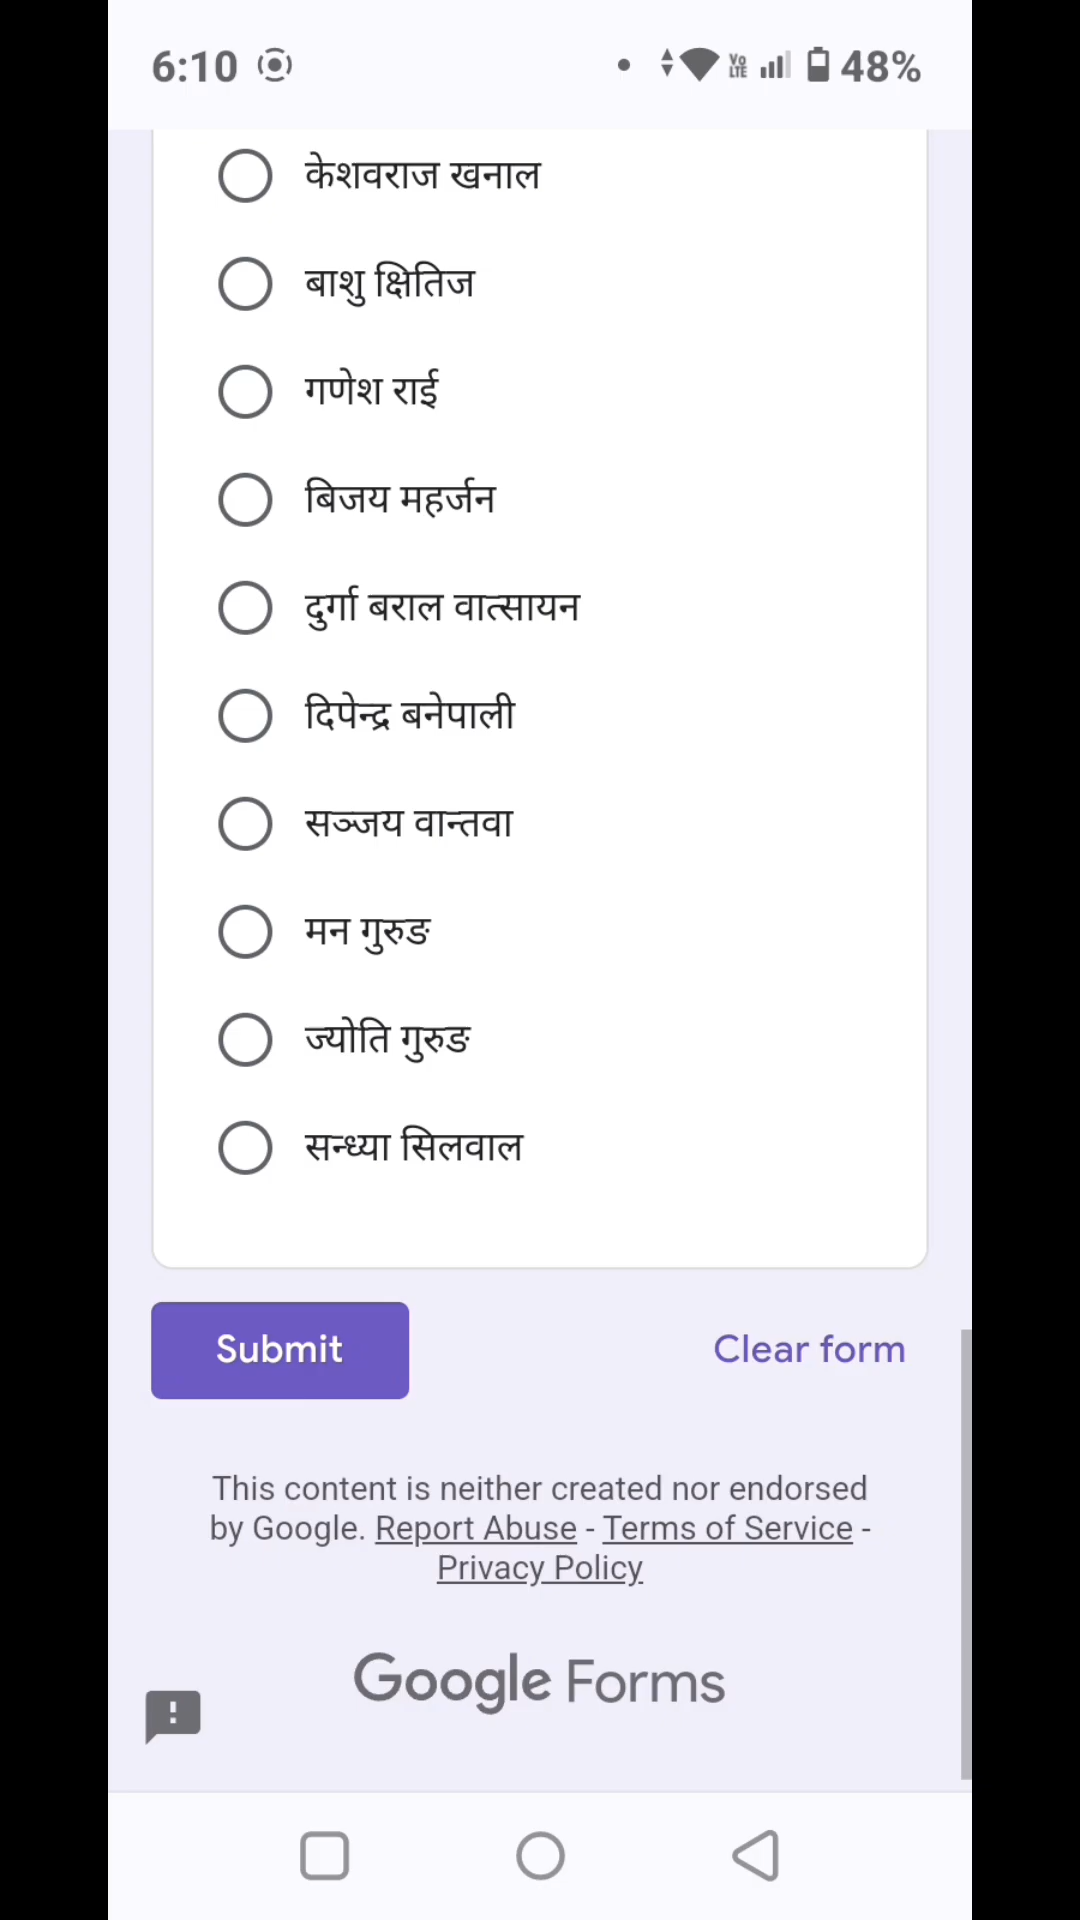 6:10 Vo LTE 48%
केशवराज खनाल
बाशु क्षितिज
गणेश राई
बिजय महर्जन
दुर्गा बराल वात्सायन
दिपेन्द्र बनेपाली
सञ्जय वान्तवा
मन गुरुङ
ज्योति गुरुङ
सन्ध्या सिलवाल
Submit Clear form
This content is neither created nor endorsed
by Google. Report Abuse - Terms of Service -
Privacy Policy
Google Forms